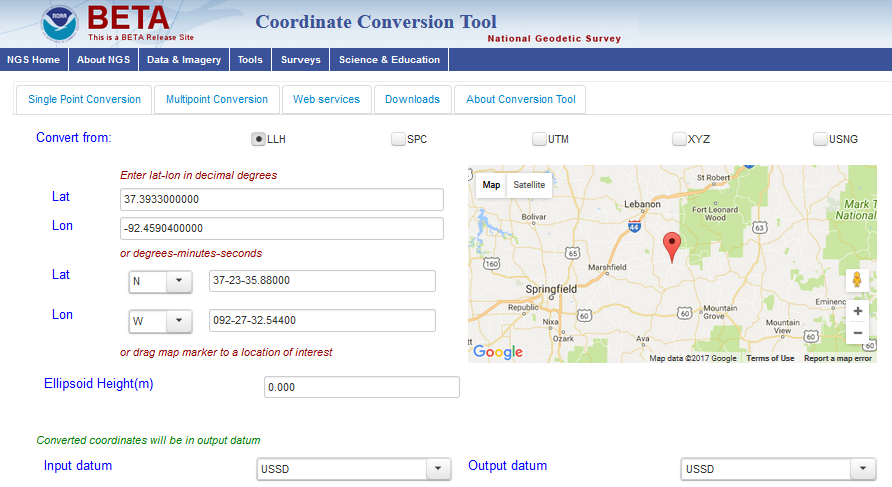 NOAA
BETA
This is a BETA Release Site
Coordinate Conversion Tool
National Geodetic Survey
NGS Home About NGS Data & Imagery Tools Surveys Science & Education
Single Point Conversion Multipoint Conversion Web services Downloads About Conversion Tool
Convert from: LLH SPC UTM XYZ USNG
Enter lat-lon in decimal degrees
Lat 37.3933000000
Lon -92.4590400000
or degrees-minutes-seconds
Lat N 37-23-35.88000
Lon W 092-27-32.54400
or drag map marker to a location of interest
Map Satellite
St Robert
Lebanon
Fort Leonard
Wood
Mark T
National
Bolivar
44
63
65
160
Marshfield
Springfield
Republic
Nixa
Ozark
Ava
60
60
60
Mountain
Grove
Mountain
View
Eminenc
+
−
Google
Map data ©2017 Google Terms of Use Report a map error
Ellipsoid Height(m) 0.000
Converted coordinates will be in output datum
Input datum USSD Output datum USSD